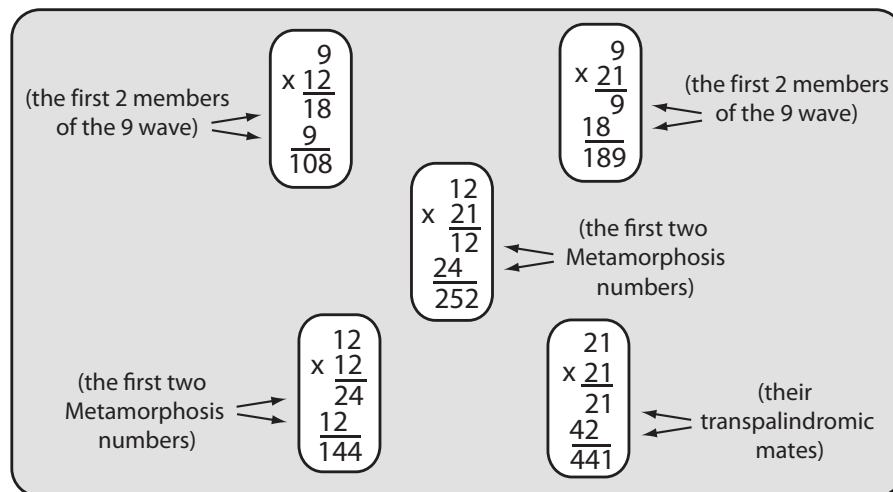 9
x 12
18
9
108
(the first 2 members
of the 9 wave)
9
x 21
9
18
189
(the first 2 members
of the 9 wave)
12
x 21
12
24
252
(the first two
Metamorphosis
numbers)
12
x 12
24
12
144
(the first two
Metamorphosis
numbers)
21
x 21
21
42
441
(their
transpalindromic
mates)